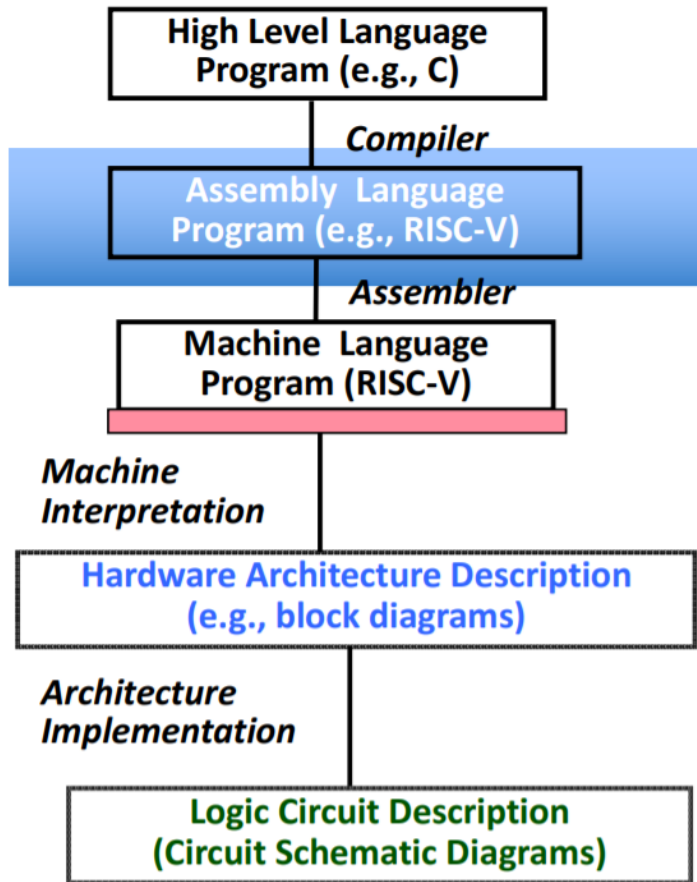 High Level Language
Program (e.g., C)
Compiler
Assembly Language
Program (e.g., RISC-V)
Assembler
Machine Language
Program (RISC-V)
Machine
Interpretation
Hardware Architecture Description
(e.g., block diagrams)
Architecture
Implementation
Logic Circuit Description
(Circuit Schematic Diagrams)